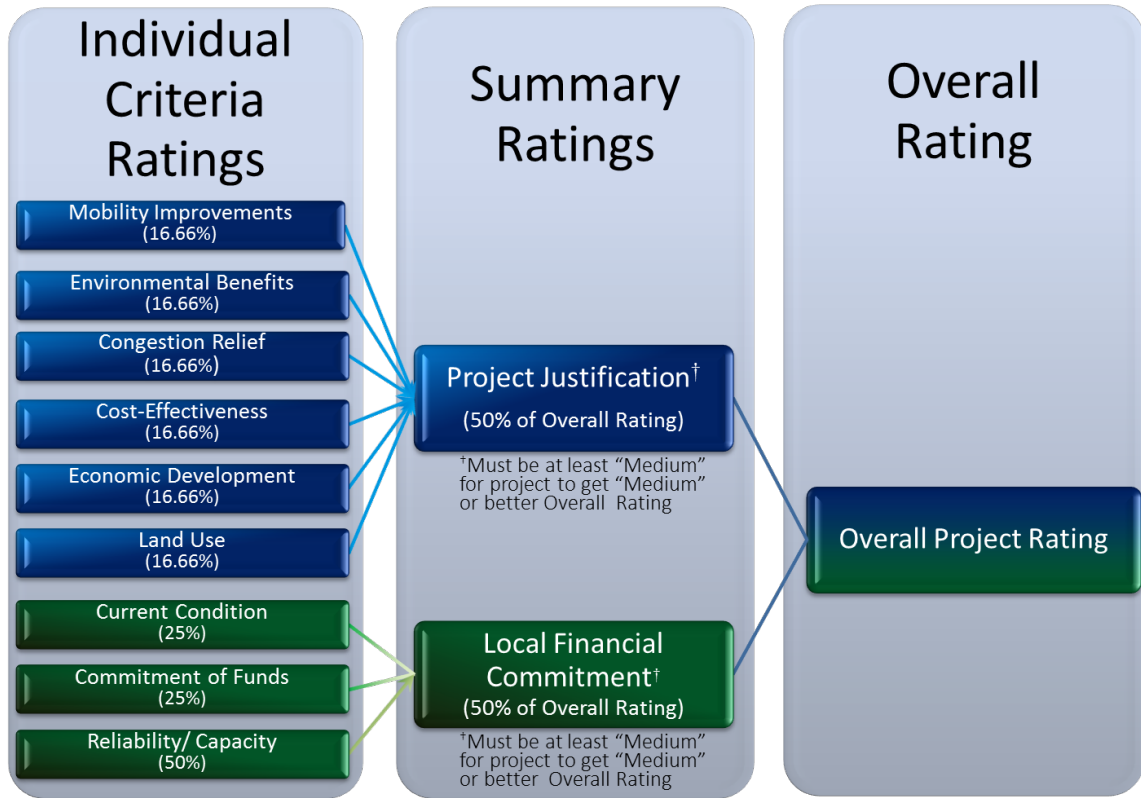 Individual
Criteria
Ratings
Mobility Improvements
(16.66%)
Environmental Benefits
(16.66%)
Congestion Relief
(16.66%)
Cost-Effectiveness
(16.66%)
Economic Development
(16.66%)
Land Use
(16.66%)
Current Condition
(25%)
Commitment of Funds
(25%)
Reliability/ Capacity
(50%)
Summary
Ratings
Project Justification†
(50% of Overall Rating)
†Must be at least “Medium”
for project to get “Medium”
or better Overall Rating
Local Financial
Commitment†
(50% of Overall Rating)
†Must be at least “Medium”
for project to get “Medium”
or better Overall Rating
Overall
Rating
Overall Project Rating